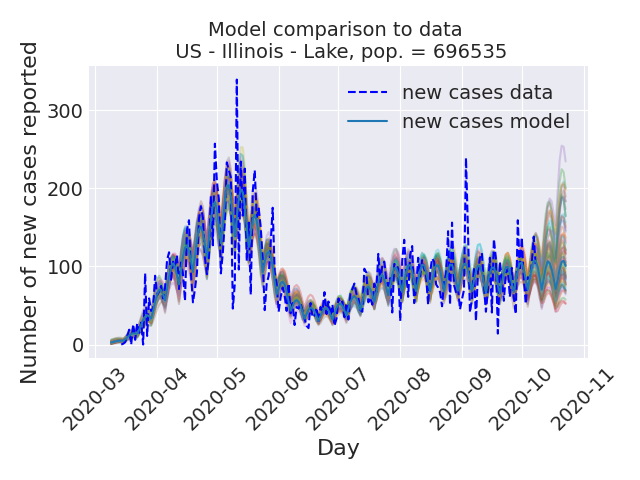 Model comparison to data
US - Illinois - Lake, pop. = 696535
Number of new cases reported
300
200
100
0
new cases data
new cases model
2020-03
2020-04
2020-05
2020-06
2020-07
2020-08
2020-09
2020-10
2020-11
Day